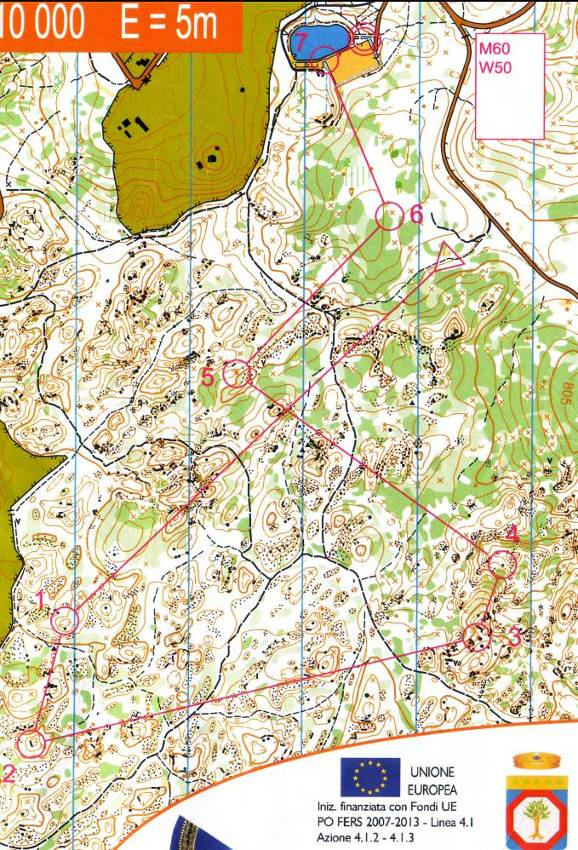 10 000 E = 5m
M60
W50
7
6
5
4
805
1
3
2
UNIONE
EUROPEA
Iniz. finanziata con Fondi UE
PO FERS 2007-2013 - Linea 4.1
Azione 4.1.2 - 4.1.3